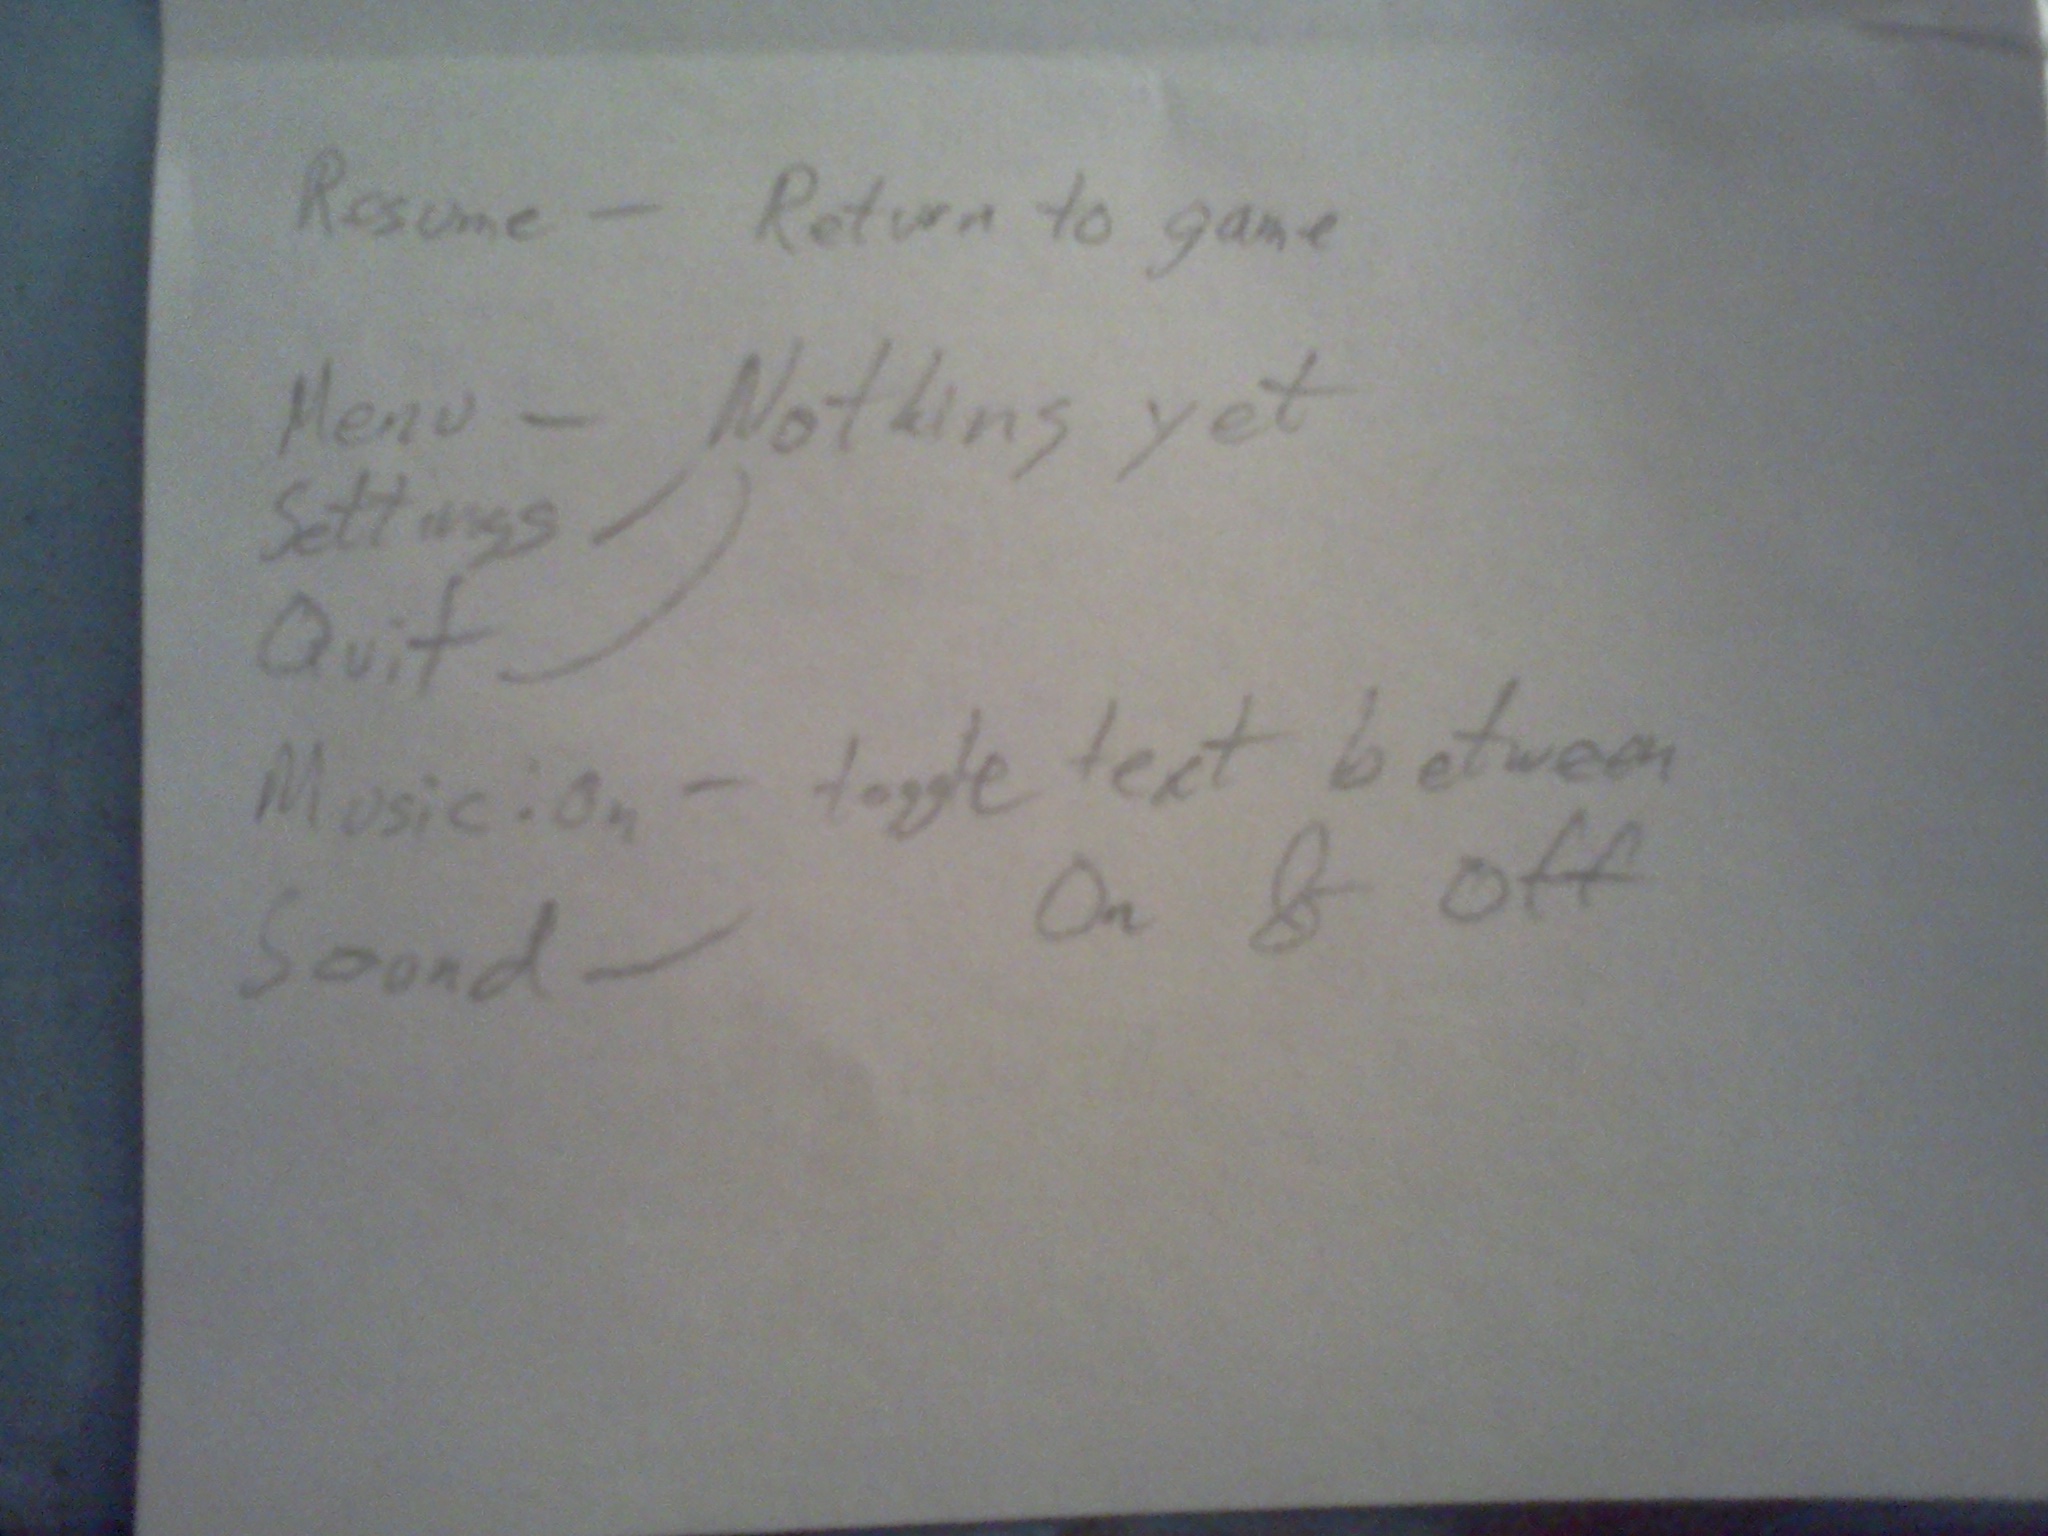 Resume - Return to game
Menu - Nothing yet
Settings
Quit
Music: On - toggle text between
On & Off
Sound -